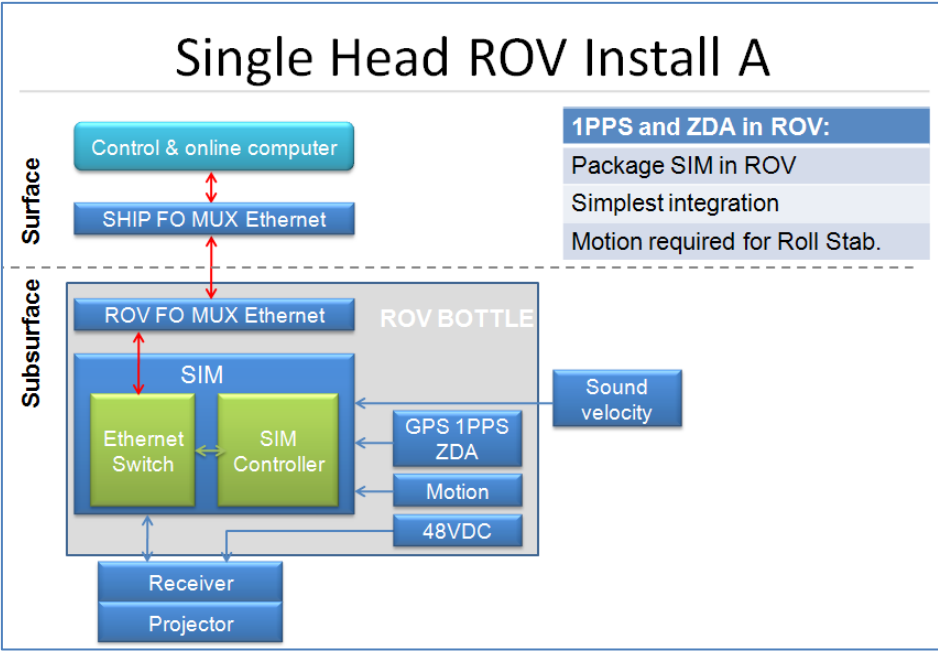 Single Head ROV Install A
Surface
Control & online computer
SHIP FO MUX Ethernet
1PPS and ZDA in ROV:
Package SIM in ROV
Simplest integration
Motion required for Roll Stab.
Subsurface
ROV FO MUX Ethernet
ROV BOTTLE
SIM
Ethernet
Switch
SIM
Controller
Sound
velocity
GPS 1PPS
ZDA
Motion
48VDC
Receiver
Projector